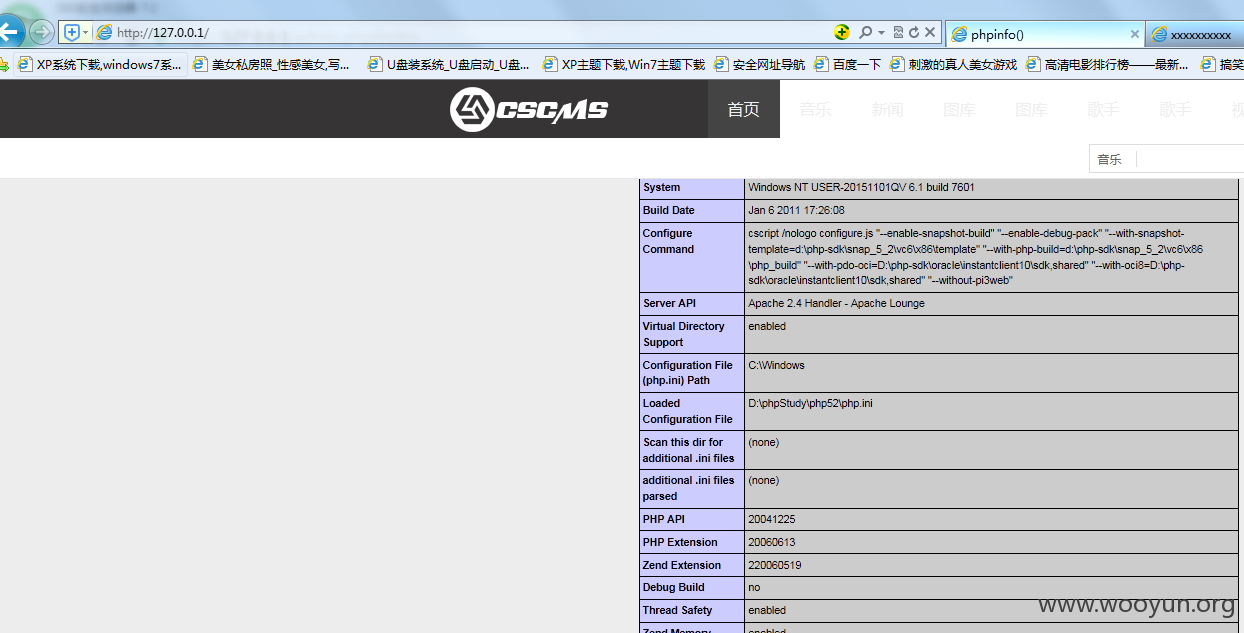 http://127.0.0.1/
phpinfo()
xxxxxxxxxx
XP系统下载,windows7系...
美女私房照_性感美女,写...
U盘装系统_U盘启动_U盘...
XP主题下载,Win7主题下载
安全网址导航
百度一下
刺激的真人美女游戏
高清电影排行榜——最新...
搞笑
CSCMS
首页
音乐
新闻
图库
图库
歌手
歌手
视
音乐
System
Windows NT USER-20151101QV 6.1 build 7601
Build Date
Jan 6 2011 17:26:08
Configure
Command
cscript /nologo configure.js "--enable-snapshot-build" "--enable-debug-pack" "--with-snapshot-
template=d:\php-sdk\snap_5_2\vc6\x86\template" "--with-php-build=d:\php-sdk\snap_5_2\vc6\x86
\php_build" "--with-pdo-oci=D:\php-sdk\oracle\instantclient10\sdk,shared" "--with-oci8=D:\php-
sdk\oracle\instantclient10\sdk,shared" "--without-pi3web"
Server API
Apache 2.4 Handler - Apache Lounge
Virtual Directory
Support
enabled
Configuration File
(php.ini) Path
C:\Windows
Loaded
Configuration File
D:\phpStudy\php52\php.ini
Scan this dir for
additional .ini files
(none)
additional .ini files
parsed
(none)
PHP API
20041225
PHP Extension
20060613
Zend Extension
220060519
Debug Build
no
Thread Safety
enabled
Zend Memory
enabled
www.wooyun.org